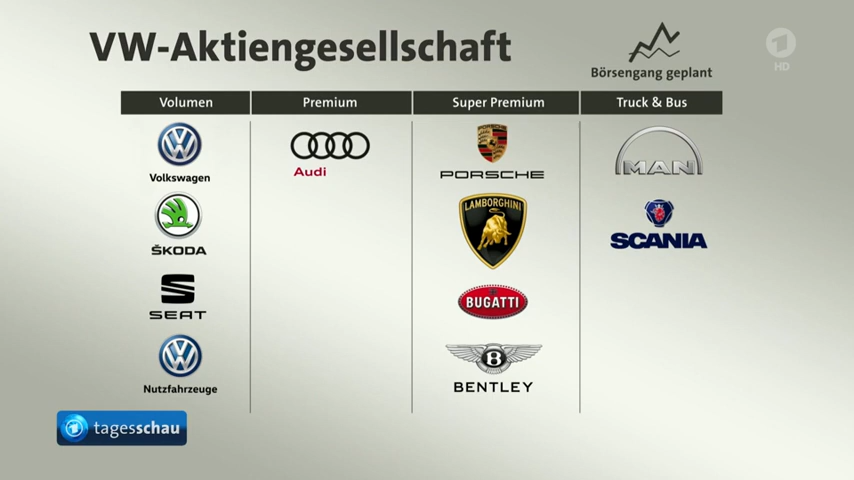 VW-Aktiengesellschaft
Börsengang geplant
HD
Volumen
Premium
Super Premium
Truck & Bus
Volkswagen
ŠKODA
SEAT
Nutzfahrzeuge
Audi
PORSCHE
PORSCHE
LAMBORGHINI
BUGATTI
B
BENTLEY
MAN
SCANIA
tagesschau